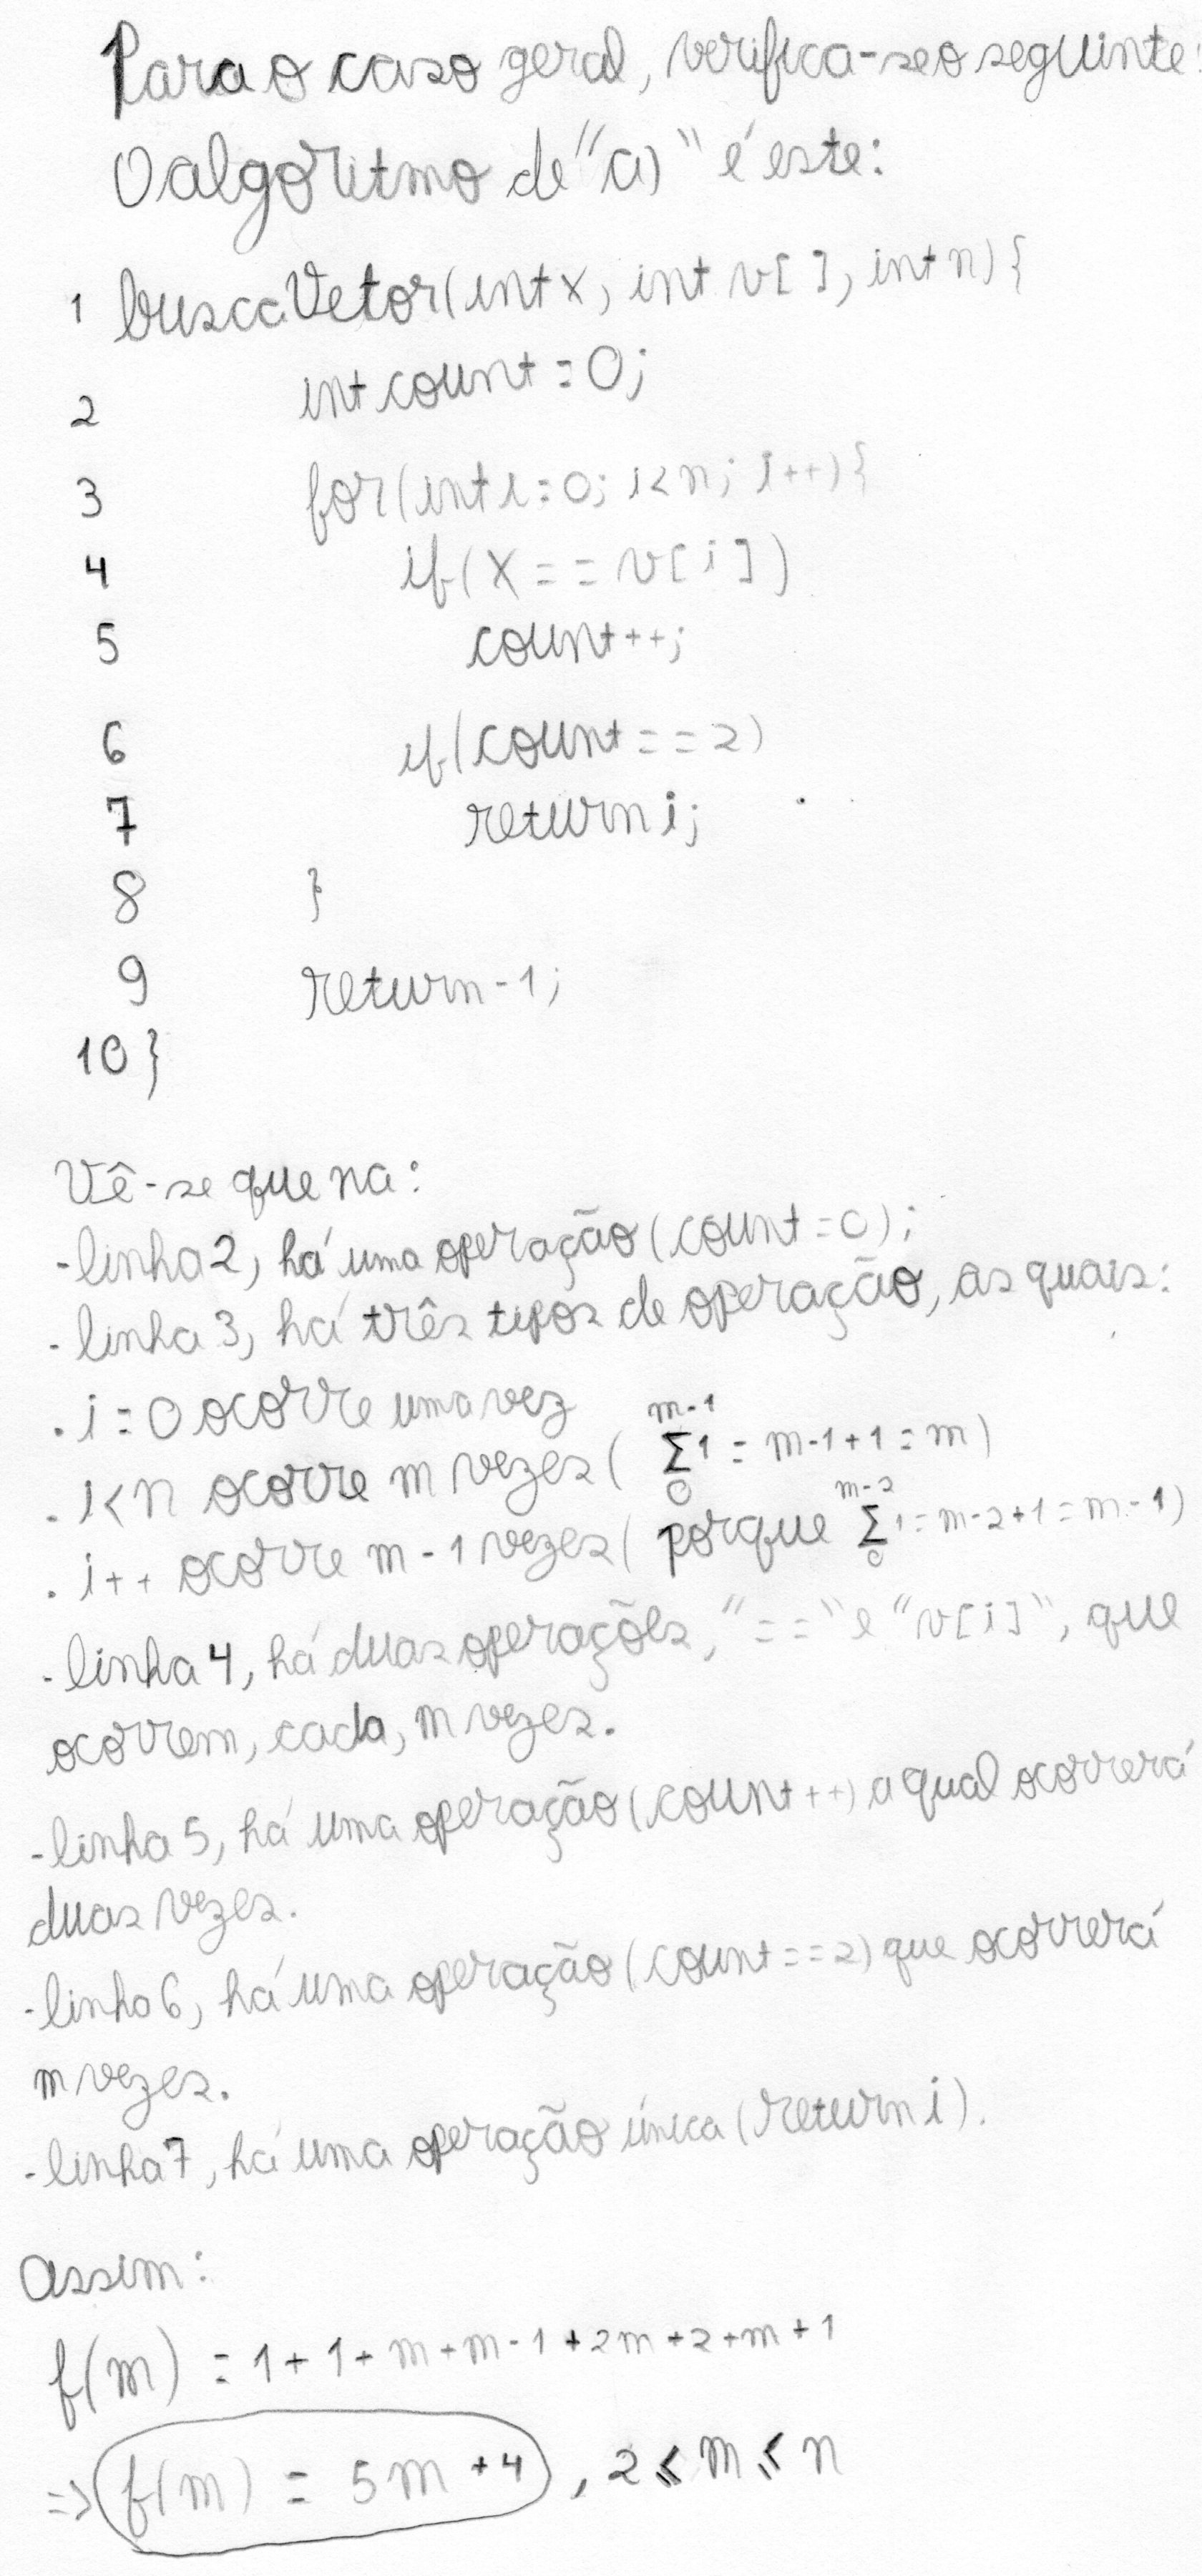 Para o caso geral, verifica-se o seguinte:
O algoritmo de "a)" é este:
1 buscaVetor(int x, int v[ ], int n) {
2 int count = 0;
3 for(int i=0; i<n; i++){
4 if(x == v[i])
5 count++;
6 if(count == 2)
7 return i;
8 }
9 return -1;
10 }
Vê-se que na:
- linha 2, há uma operação (count = 0);
- linha 3, há três tipos de operação, as quais:
. i = 0 ocorre uma vez
. i < n ocorre m vezes ( \sum_{0}^{m-1} 1 = m-1+1 = m)
. i++ ocorre m-1 vezes ( porque \sum_{0}^{m-2} 1 = m-2+1 = m-1)
- linha 4, há duas operações, "==" e "v[i]", que
ocorrem, cada, m vezes.
- linha 5, há uma operação (count++) a qual ocorrerá
duas vezes.
- linha 6, há uma operação (count==2) que ocorrerá
m vezes.
- linha 7, há uma operação única (return i).
Assim:
f(m) = 1 + 1 + m + m - 1 + 2m + 2 + m + 1
=> f(m) = 5m + 4, 2 ≤ m ≤ n